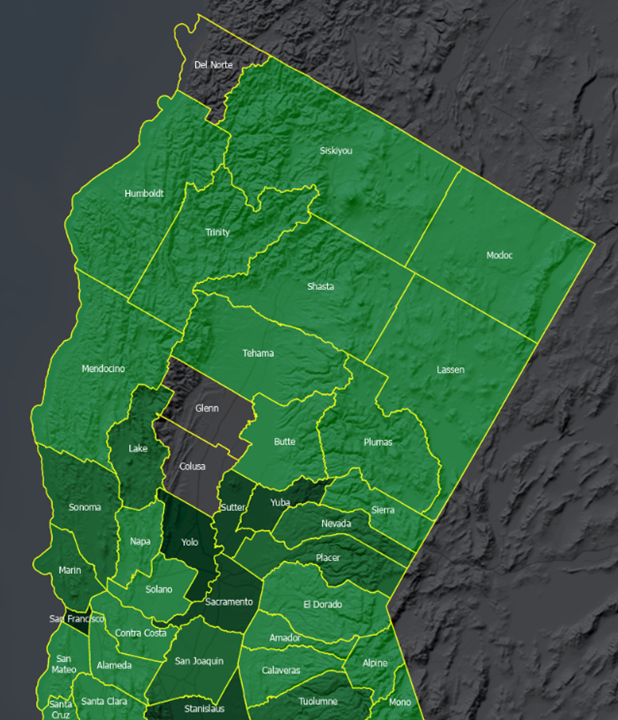 Del Norte
Siskiyou
Humboldt
Trinity
Modoc
Shasta
Tehama
Mendocino
Lassen
Glenn
Butte
Plumas
Lake
Colusa
Yuba
Sutter
Sierra
Sonoma
Nevada
Napa
Yolo
Placer
Marin
Solano
Sacramento
El Dorado
San Francisco
Contra Costa
Amador
San
Mateo
Alameda
San Joaquin
Calaveras
Alpine
Santa
Cruz
Santa Clara
Stanislaus
Tuolumne
Mono